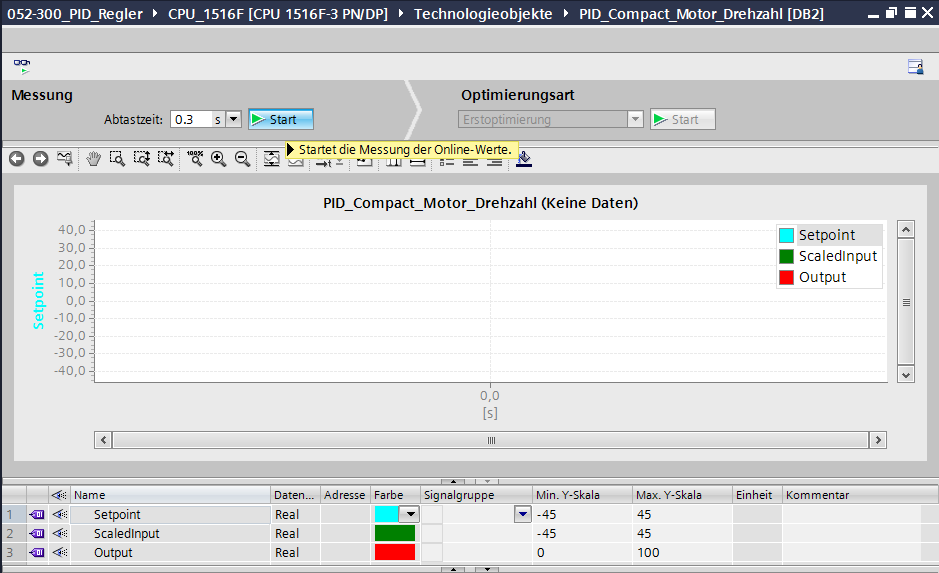 052-300_PID_Regler CPU_1516F [CPU 1516F-3 PN/DP] Technologieobjekte PID_Compact_Motor_Drehzahl [DB2]
Messung
Optimierungsart
Abtastzeit: 0.3 s Start
Erstoptimierung Start
Startet die Messung der Online-Werte.
100%
PID_Compact_Motor_Drehzahl (Keine Daten)
Setpoint
40,0
30,0
20,0
10,0
0,0
-10,0
-20,0
-30,0
-40,0
Setpoint
ScaledInput
Output
0,0
[s]
Name Daten... Adresse Farbe Signalgruppe Min. Y-Skala Max. Y-Skala Einheit Kommentar
1 Setpoint Real -45 45
2 ScaledInput Real -45 45
3 Output Real 0 100